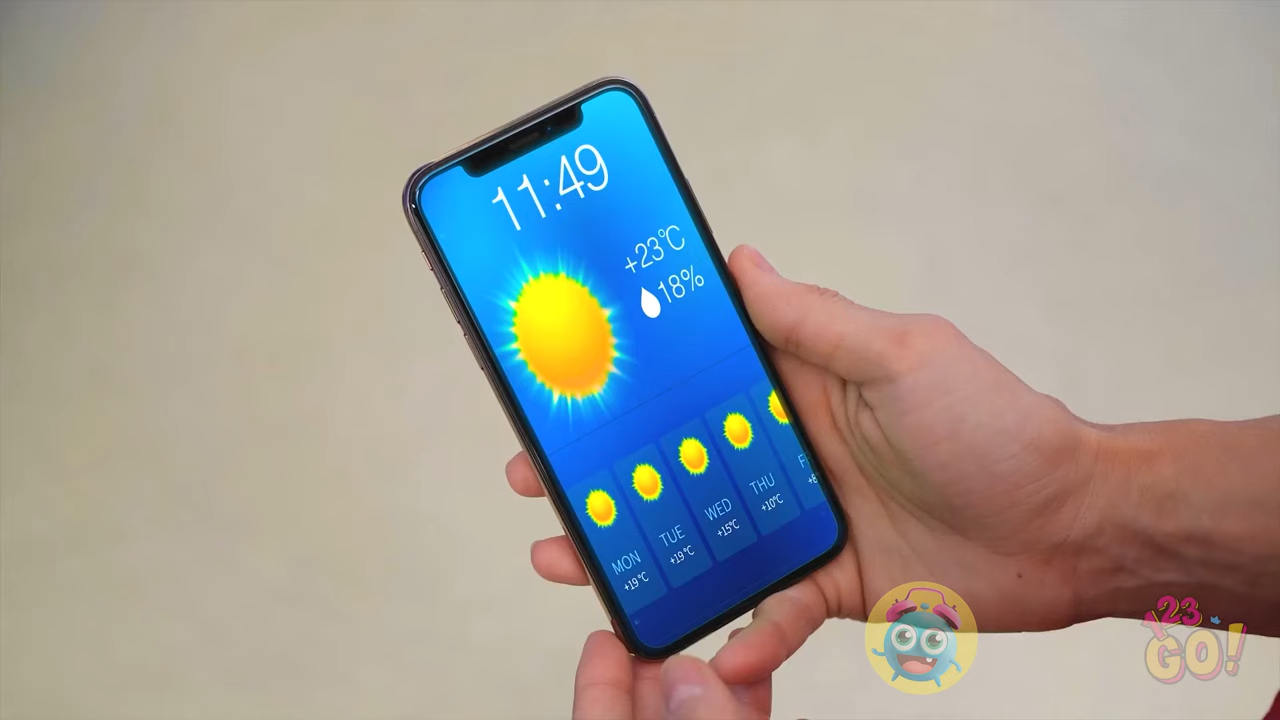 11:49
+23°C
18%
MON
+19°C
TUE
+19°C
WED
+15°C
THU
+10°C
123
GO!